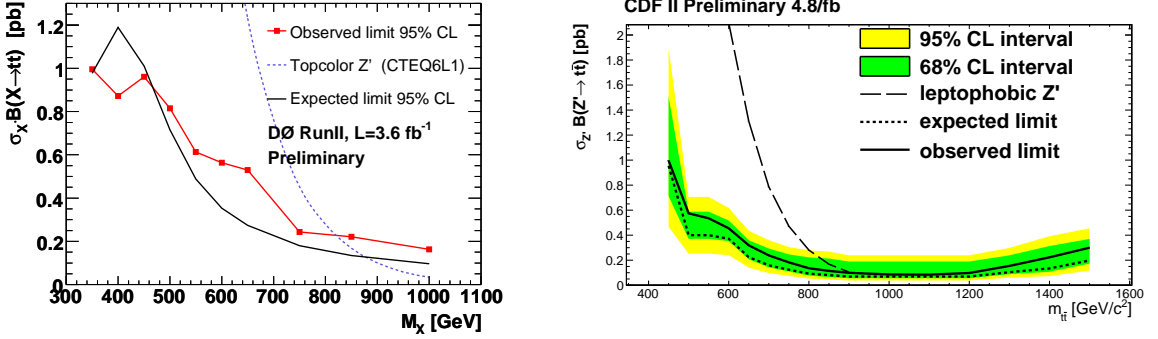 σX·B(X→tt̄) [pb]
1.2
1
0.8
0.6
0.4
0.2
0
300 400 500 600 700 800 900 1000 1100
MX [GeV]
Observed limit 95% CL
Topcolor Z' (CTEQ6L1)
Expected limit 95% CL
DØ RunII, L=3.6 fb⁻¹
Preliminary
CDF II Preliminary 4.8/fb
σZ' B(Z'→ tt̄) [pb]
2
1.8
1.6
1.4
1.2
1
0.8
0.6
0.4
0.2
0
400 600 800 1000 1200 1400 1600
mtt̄ [GeV/c²]
95% CL interval
68% CL interval
leptophobic Z'
expected limit
observed limit